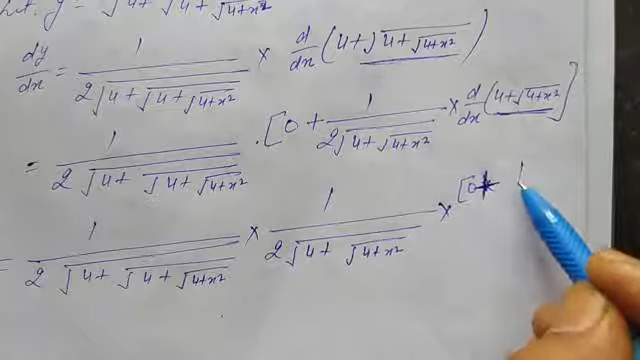 Let y = √(4+√(4+√(4+x²)))
dy/dx = 1/(2√(4+√(4+√(4+x²)))) × d/dx (4+√(4+√(4+x²)))
= 1/(2√(4+√(4+√(4+x²)))) · [0 + 1/(2√(4+√(4+x²))) × d/dx (4+√(4+x²))]
= 1/(2√(4+√(4+√(4+x²)))) × 1/(2√(4+√(4+x²))) × [0+ 1